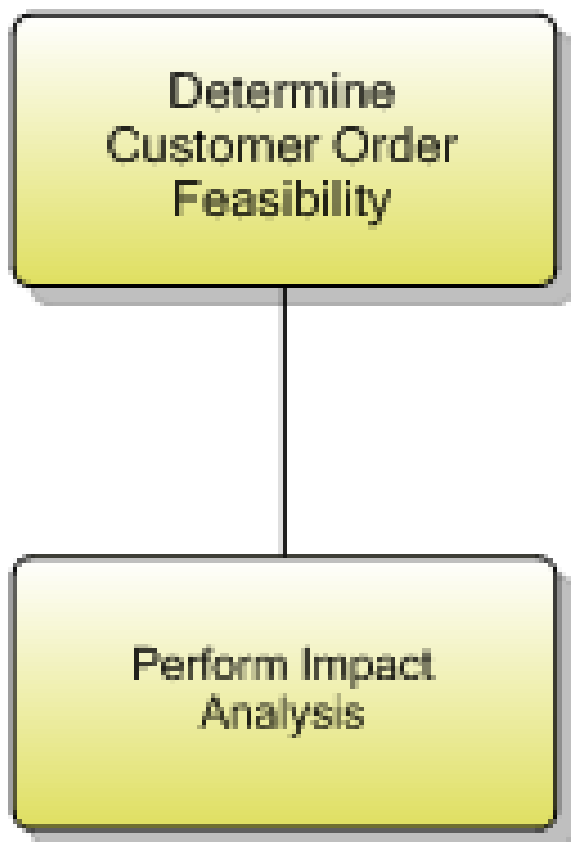 Determine
Customer Order
Feasibility
Perform Impact
Analysis